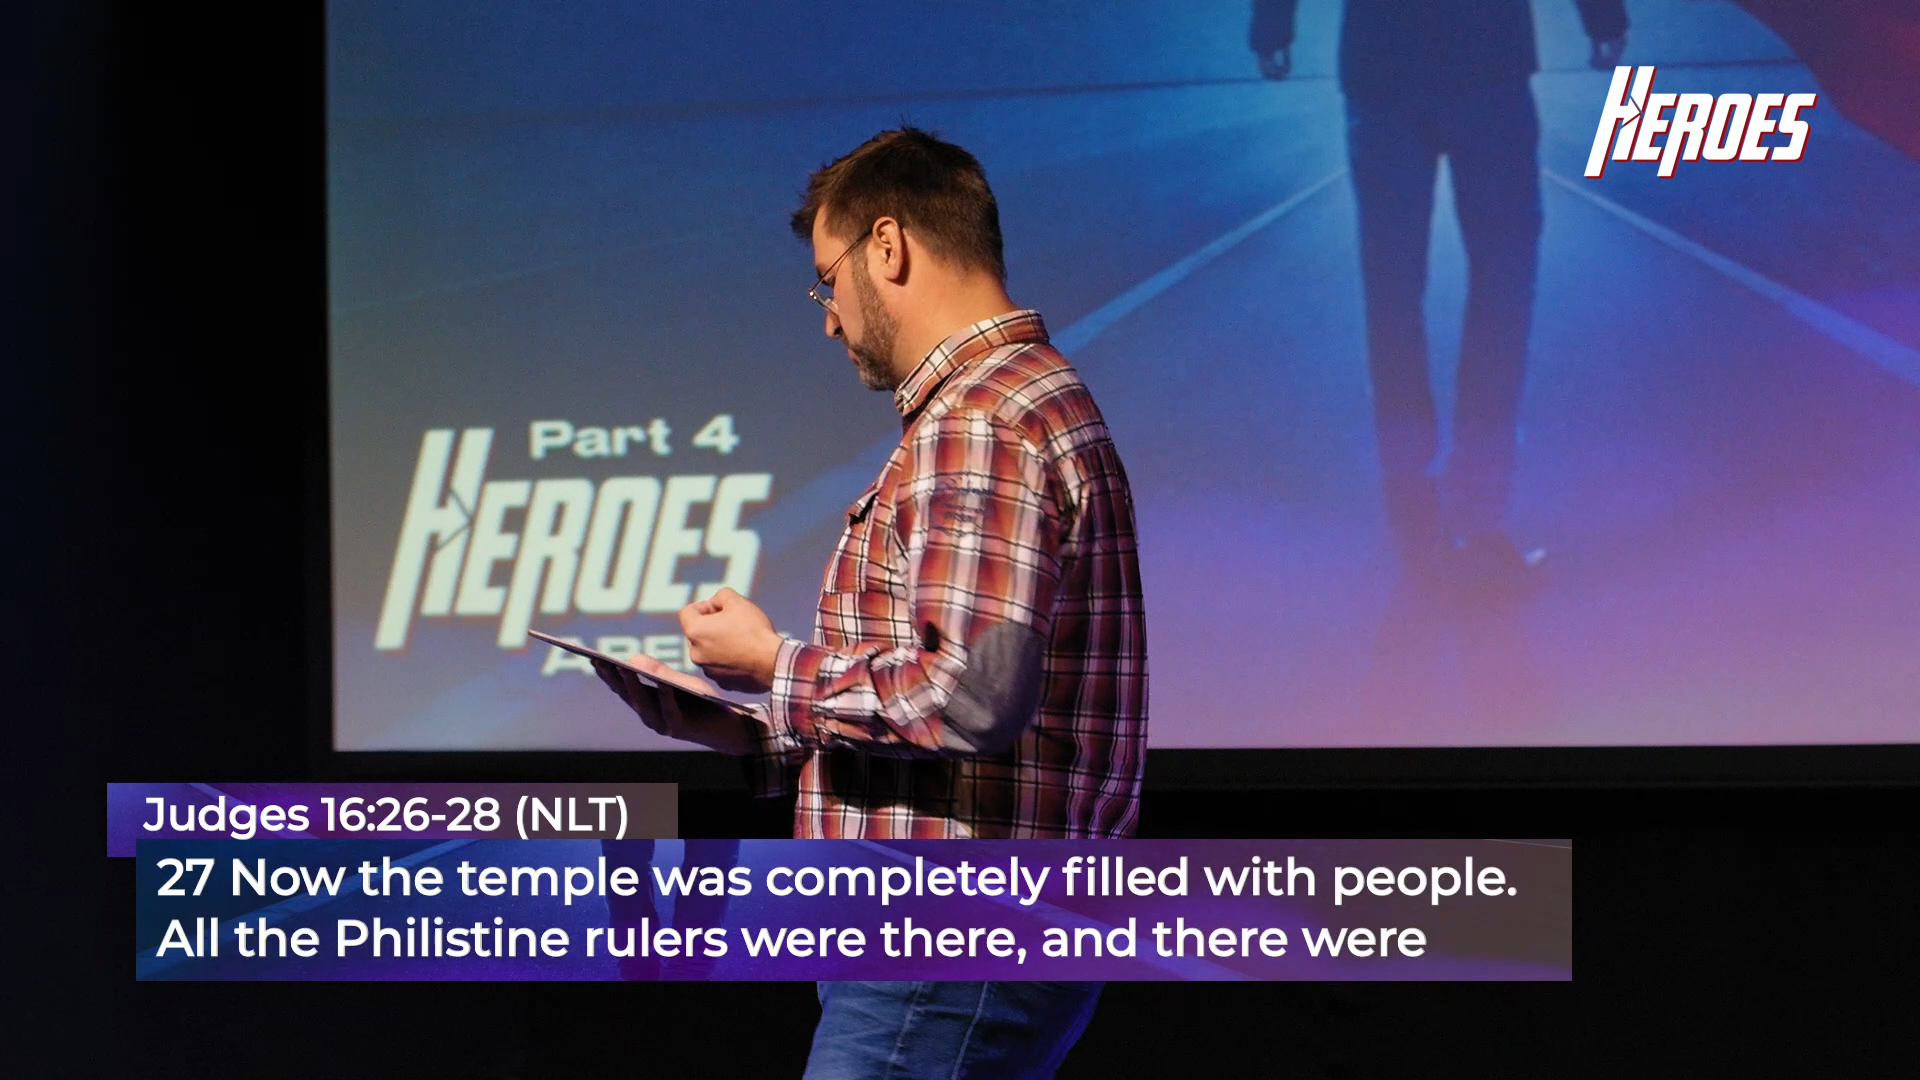 HEROES
Part 4
HEROES
Judges 16:26-28 (NLT)
27 Now the temple was completely filled with people.
All the Philistine rulers were there, and there were